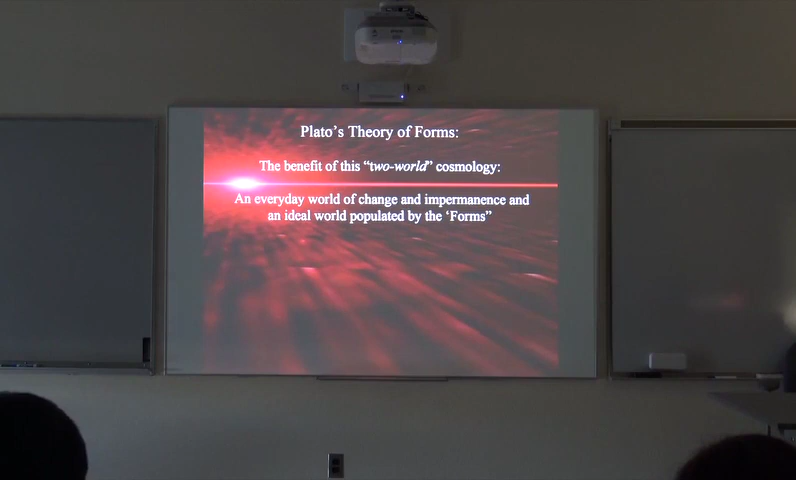 Plato's Theory of Forms:
The benefit of this “two-world” cosmology:
An everyday world of change and impermanence and
an ideal world populated by the ‘Forms”